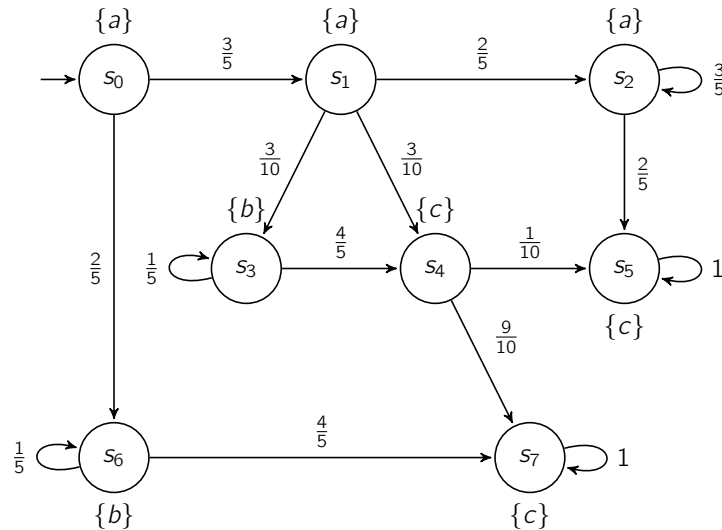 {a} {a} {a}
s₀ 3/5 s₁ 2/5 s₂ 3/5
3/10 3/10 2/5
{b} {c}
2/5 1/5 s₃ 4/5 s₄ 1/10 s₅ 1
{c}
9/10
1/5 s₆ 4/5 s₇ 1
{b} {c}